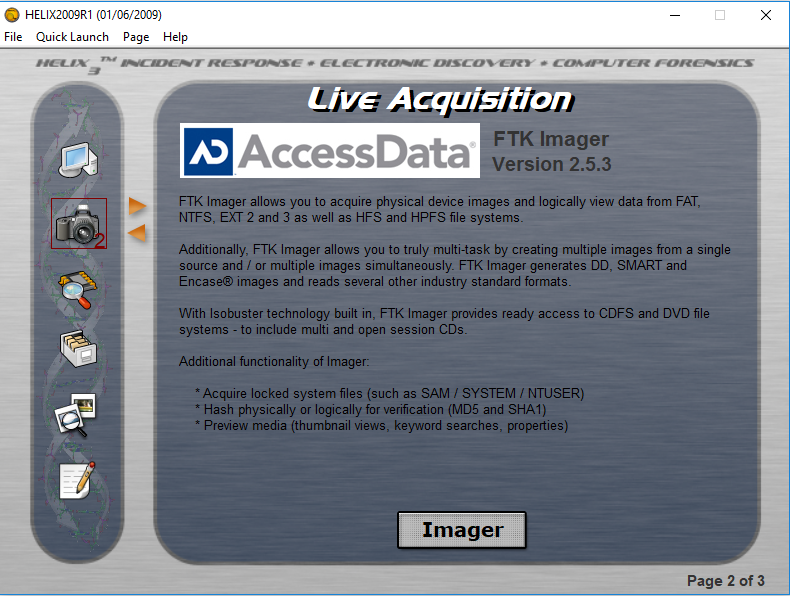 HELIX2009R1 (01/06/2009)
File Quick Launch Page Help
HELIX3™ INCIDENT RESPONSE • ELECTRONIC DISCOVERY • COMPUTER FORENSICS
Live Acquisition
AccessData®
FTK Imager
Version 2.5.3
FTK Imager allows you to acquire physical device images and logically view data from FAT,
NTFS, EXT 2 and 3 as well as HFS and HPFS file systems.
Additionally, FTK Imager allows you to truly multi-task by creating multiple images from a single
source and / or multiple images simultaneously. FTK Imager generates DD, SMART and
Encase® images and reads several other industry standard formats.
With Isobuster technology built in, FTK Imager provides ready access to CDFS and DVD file
systems - to include multi and open session CDs.
Additional functionality of Imager:
* Acquire locked system files (such as SAM / SYSTEM / NTUSER)
* Hash physically or logically for verification (MD5 and SHA1)
* Preview media (thumbnail views, keyword searches, properties)
2
Imager
Page 2 of 3